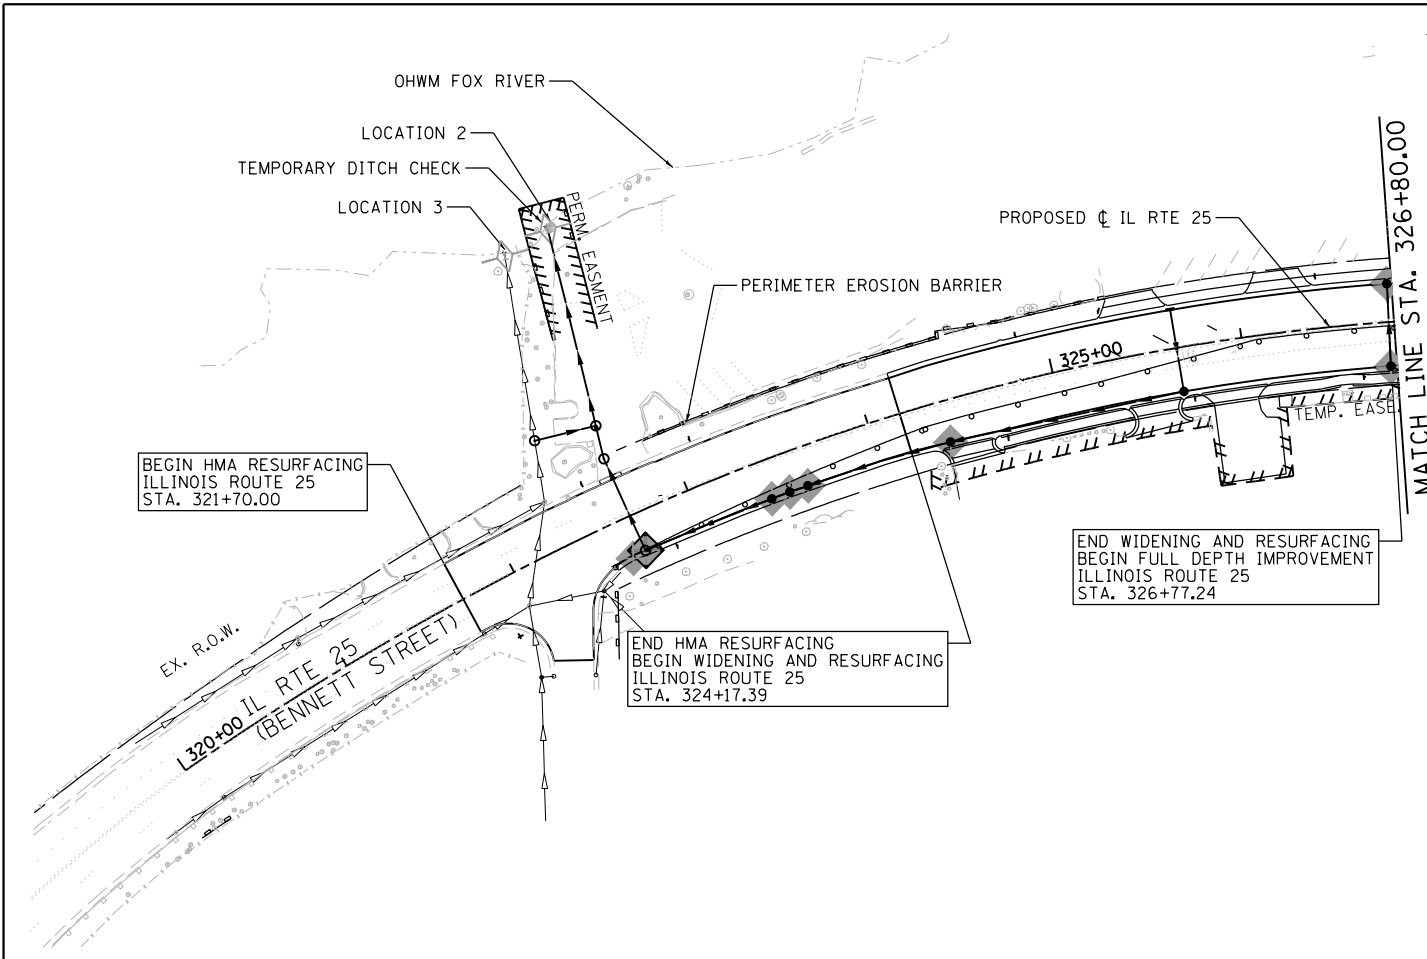 OHWM FOX RIVER
LOCATION 2
TEMPORARY DITCH CHECK
LOCATION 3
PERM. EASMENT
PROPOSED ℄ IL RTE 25
MATCH LINE STA. 326+80.00
PERIMETER EROSION BARRIER
325+00
TEMP. EASE.
BEGIN HMA RESURFACING
ILLINOIS ROUTE 25
STA. 321+70.00
END WIDENING AND RESURFACING
BEGIN FULL DEPTH IMPROVEMENT
ILLINOIS ROUTE 25
STA. 326+77.24
EX. R.O.W.
END HMA RESURFACING
BEGIN WIDENING AND RESURFACING
ILLINOIS ROUTE 25
STA. 324+17.39
320+00
IL RTE 25
(BENNETT STREET)